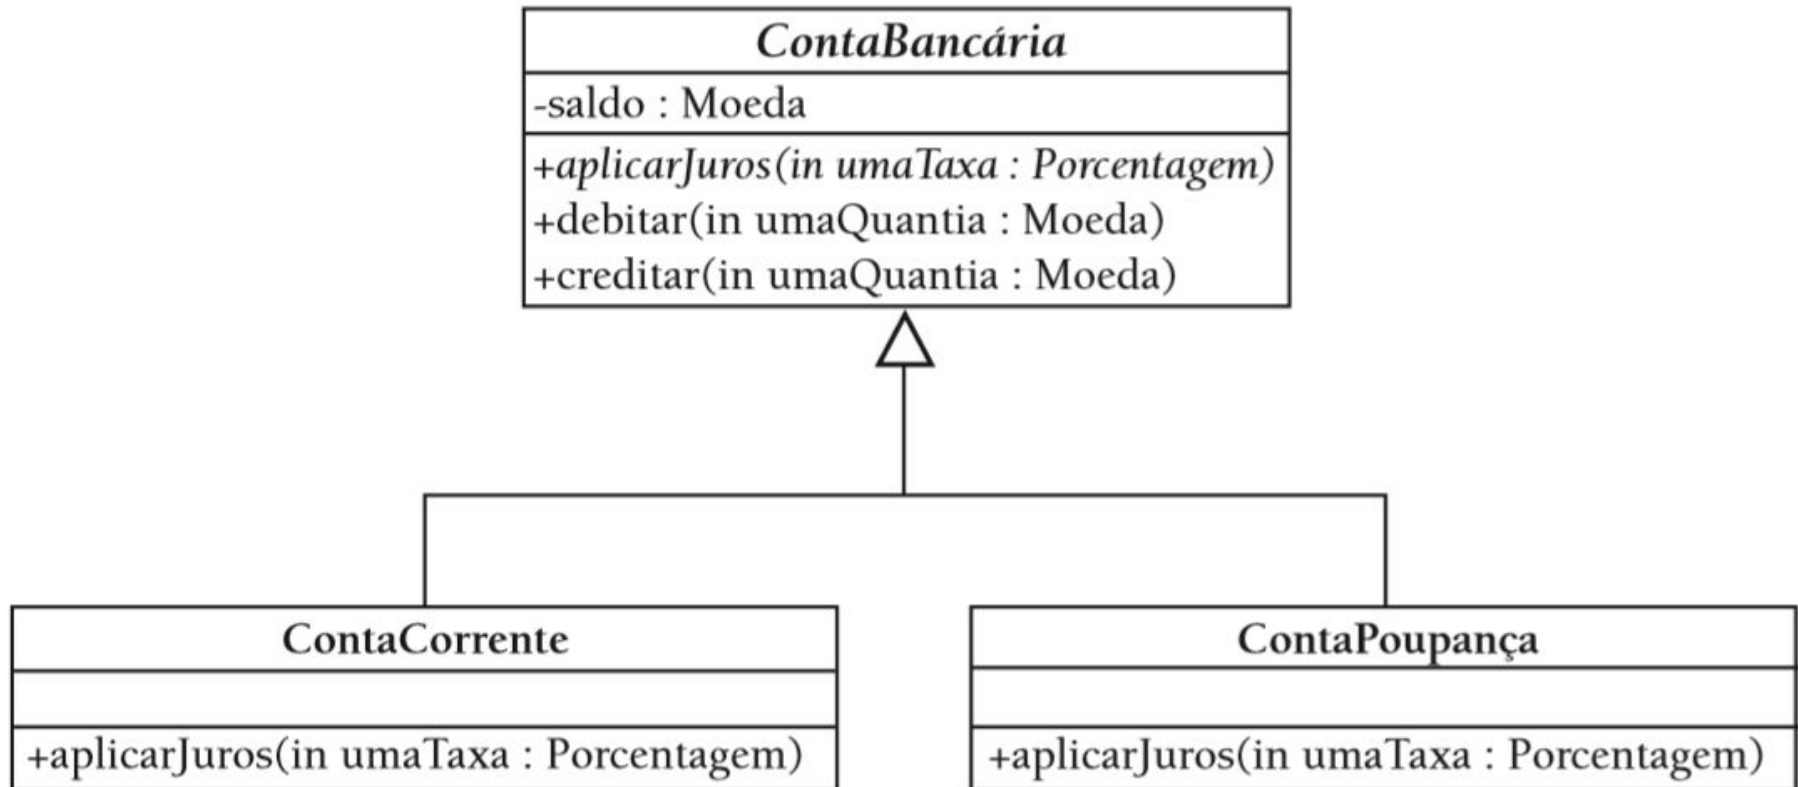 ContaBancária
-saldo : Moeda
+aplicarJuros(in umaTaxa : Porcentagem)
+debitar(in umaQuantia : Moeda)
+creditar(in umaQuantia : Moeda)
ContaCorrente
+aplicarJuros(in umaTaxa : Porcentagem)
ContaPoupança
+aplicarJuros(in umaTaxa : Porcentagem)